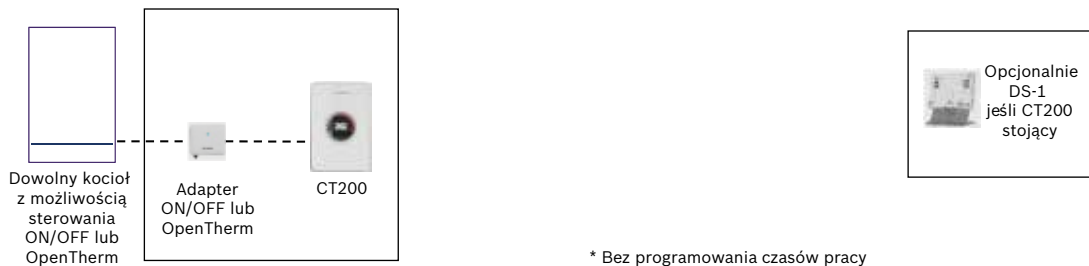 Dowolny kocioł
z możliwością
sterowania
ON/OFF lub
OpenTherm
Adapter
ON/OFF lub
OpenTherm
CT200
Opcjonalnie
DS-1
jeśli CT200
stojący
* Bez programowania czasów pracy